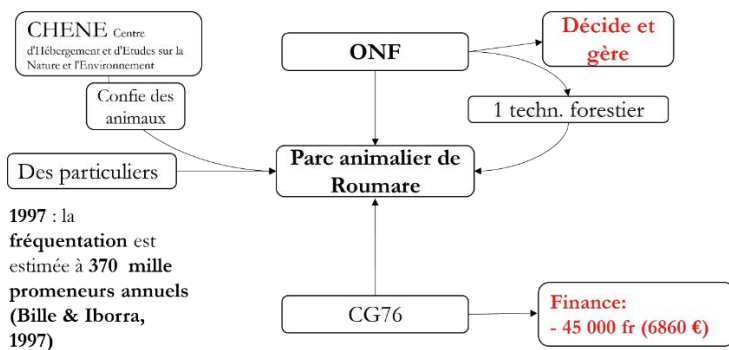 CHENE Centre
d'Hébergement et d'Etudes sur la
Nature et l'Environnement
ONF
Décide et
gère
Confie des
animaux
1 techn. forestier
Des particuliers
Parc animalier de
Roumare
1997 : la
fréquentation est
estimée à 370 mille
promeneurs annuels
(Bille & Iborra,
1997)
CG76
Finance:
- 45 000 fr (6860 €)